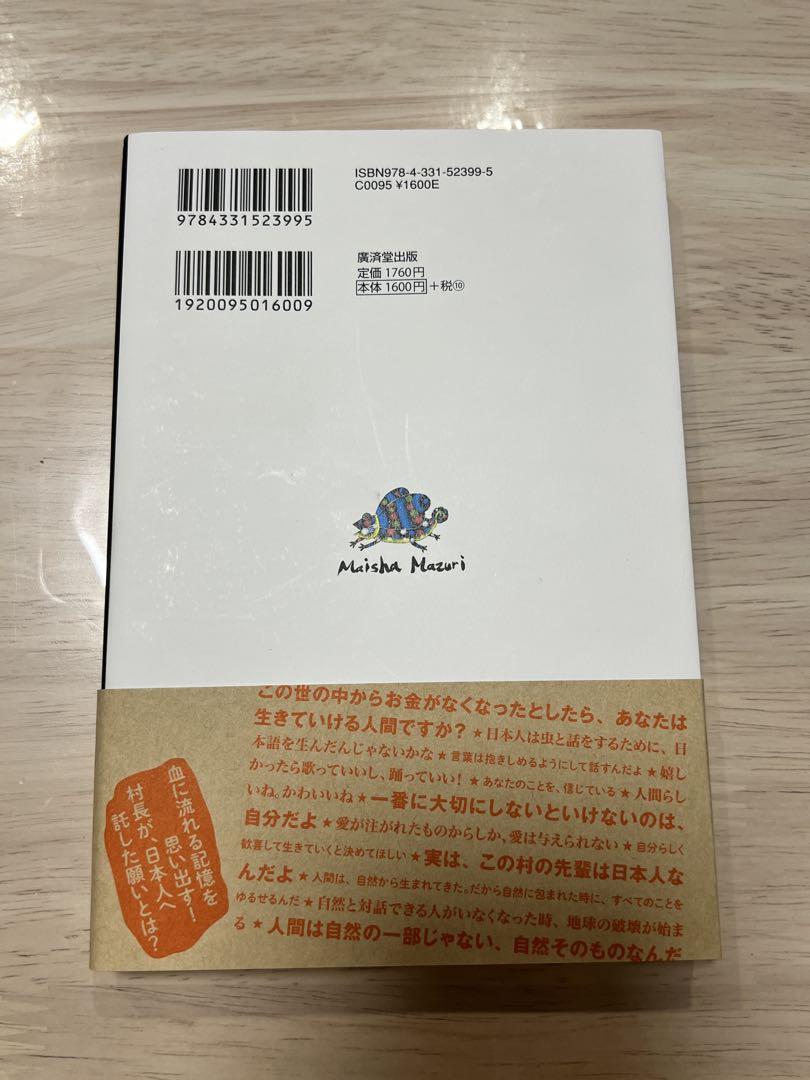 ISBN978-4-331-52399-5
C0095 ¥1600E
9784331523995
廣済堂出版
定価1760円
本体1600円+税⑩
1920095016009
Maisha Mazuri
この世の中からお金がなくなったとしたら、あなたは
生きていける人間ですか？★日本人は虫と話をするために、日
本語を生んだんじゃないかな★言葉は抱きしめるようにして話すんだよ★嬉し
かったら歌っていいし、踊っていい！★あなたのことを、信じている★人間らし
いね。かわいいね★一番に大切にしないといけないのは、
自分だよ★愛が注がれたものからしか、愛は与えられない★自分らしく
歓喜して生きていくと決めてほしい★実は、この村の先輩は日本人な
んだよ★人間は、自然から生まれてきた。だから自然に包まれた時に、すべてのことを
ゆるせるんだ★自然と対話できる人がいなくなった時、地球の破壊が始ま
る★人間は自然の一部じゃない、自然そのものなんだ
血に流れる記憶を
思い出す！
村長が、日本人へ
託した願いとは？